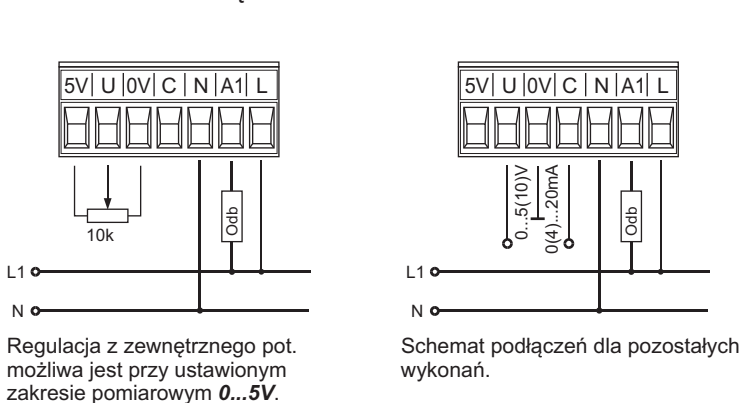 5V U 0V C N A1 L
10k
Odb
L1
N
Regulacja z zewnętrznego pot.
możliwa jest przy ustawionym
zakresie pomiarowym 0...5V.
5V U 0V C N A1 L
0...5(10)V
0(4)...20mA
Odb
L1
N
Schemat podłączeń dla pozostałych
wykonań.